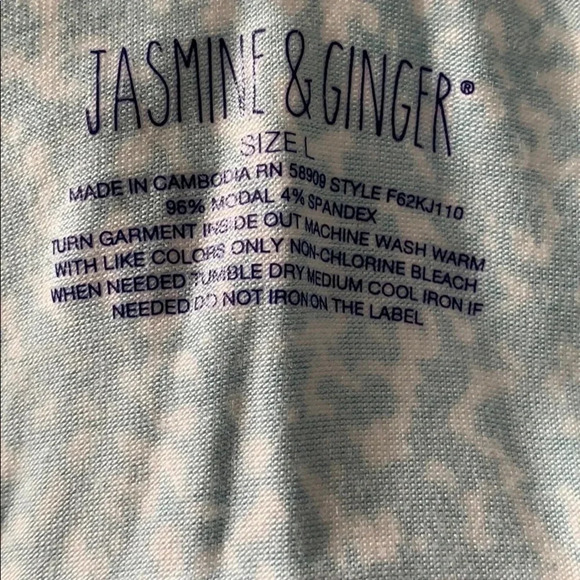 JASMINE & GINGER®
SIZE L
MADE IN CAMBODIA RN 58909 STYLE F62KJ110
96% MODAL 4% SPANDEX
TURN GARMENT INSIDE OUT MACHINE WASH WARM
WITH LIKE COLORS ONLY NON-CHLORINE BLEACH
WHEN NEEDED TUMBLE DRY MEDIUM COOL IRON IF
NEEDED DO NOT IRON ON THE LABEL